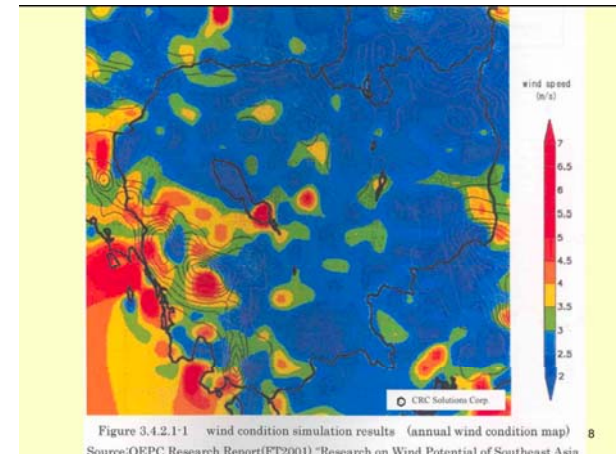 wind speed
(m/s)
7
6.5
6
5.5
5
4.5
4
3.5
3
2.5
2
CRC Solutions Corp.
Figure 3.4.2.1-1 wind condition simulation results (annual wind condition map)
8
Source:OEPC Research Report(FT2001) "Research on Wind Potential of Southeast Asia